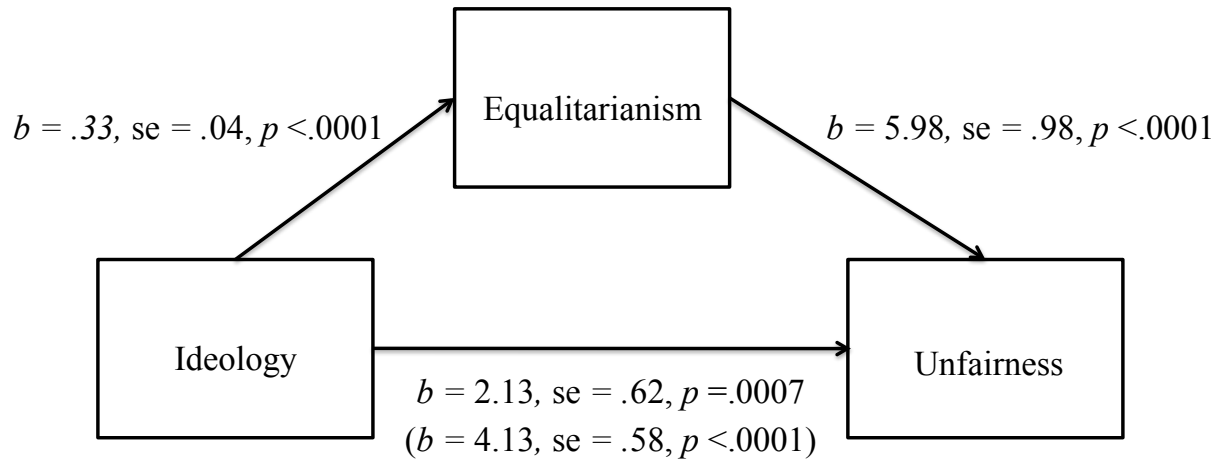 Equalitarianism
b = .33, se = .04, p <.0001
b = 5.98, se = .98, p <.0001
Ideology
Unfairness
b = 2.13, se = .62, p =.0007
(b = 4.13, se = .58, p <.0001)